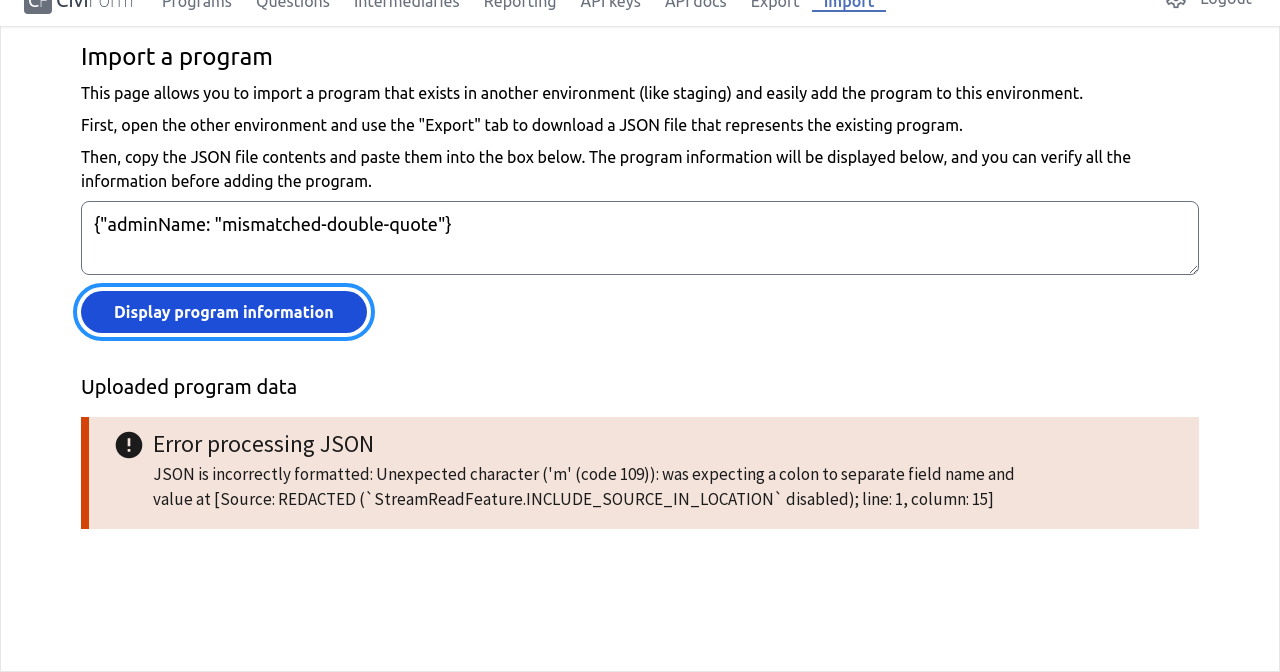 CF CiviForm Programs Questions Intermediaries Reporting API keys API docs Export Import Logout
Import a program
This page allows you to import a program that exists in another environment (like staging) and easily add the program to this environment.
First, open the other environment and use the "Export" tab to download a JSON file that represents the existing program.
Then, copy the JSON file contents and paste them into the box below. The program information will be displayed below, and you can verify all the
information before adding the program.
{"adminName: "mismatched-double-quote"}
Display program information
Uploaded program data
Error processing JSON
JSON is incorrectly formatted: Unexpected character ('m' (code 109)): was expecting a colon to separate field name and
value at [Source: REDACTED (`StreamReadFeature.INCLUDE_SOURCE_IN_LOCATION` disabled); line: 1, column: 15]